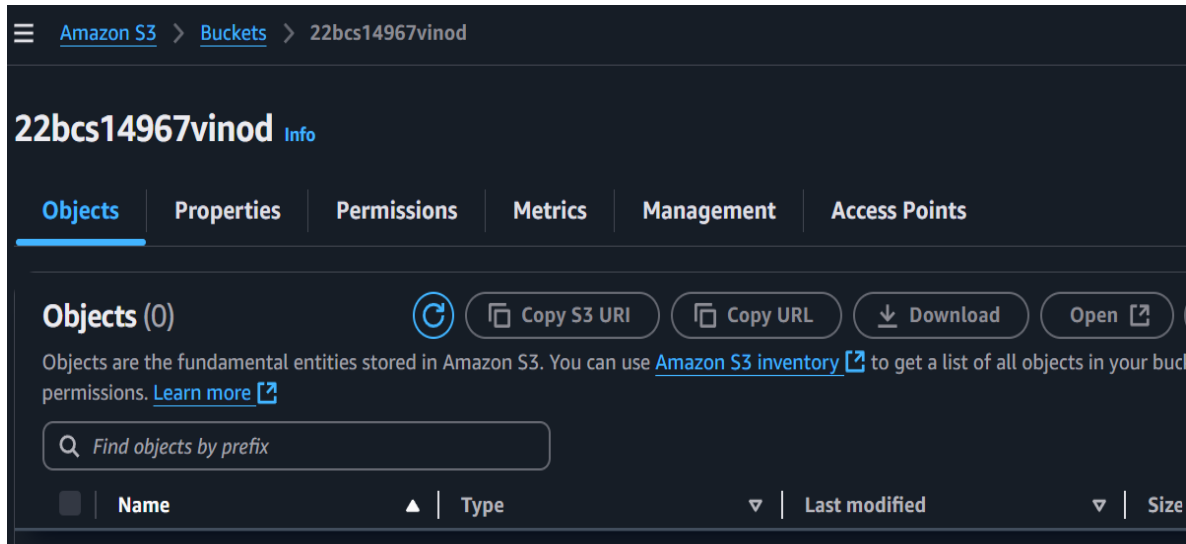 Amazon S3 > Buckets > 22bcs14967vinod
22bcs14967vinod Info
Objects Properties Permissions Metrics Management Access Points
Objects (0) Copy S3 URI Copy URL Download Open
Objects are the fundamental entities stored in Amazon S3. You can use Amazon S3 inventory to get a list of all objects in your buc
permissions. Learn more
Find objects by prefix
Name Type Last modified Size